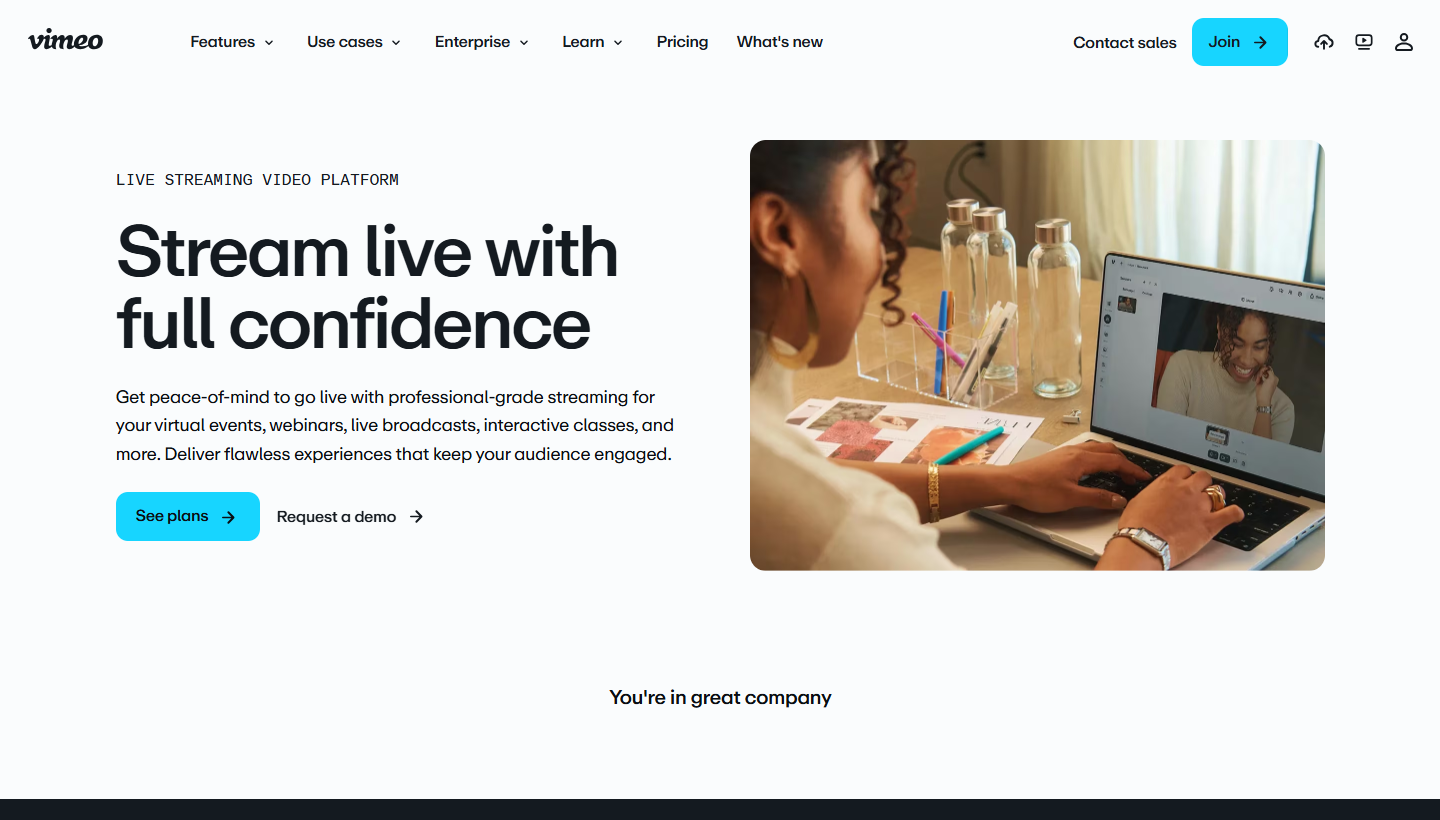 vimeo
Features
Use cases
Enterprise
Learn
Pricing
What's new
Contact sales
Join
LIVE STREAMING VIDEO PLATFORM
Stream live with
full confidence
Get peace-of-mind to go live with professional-grade streaming for
your virtual events, webinars, live broadcasts, interactive classes, and
more. Deliver flawless experiences that keep your audience engaged.
See plans
Request a demo
You're in great company